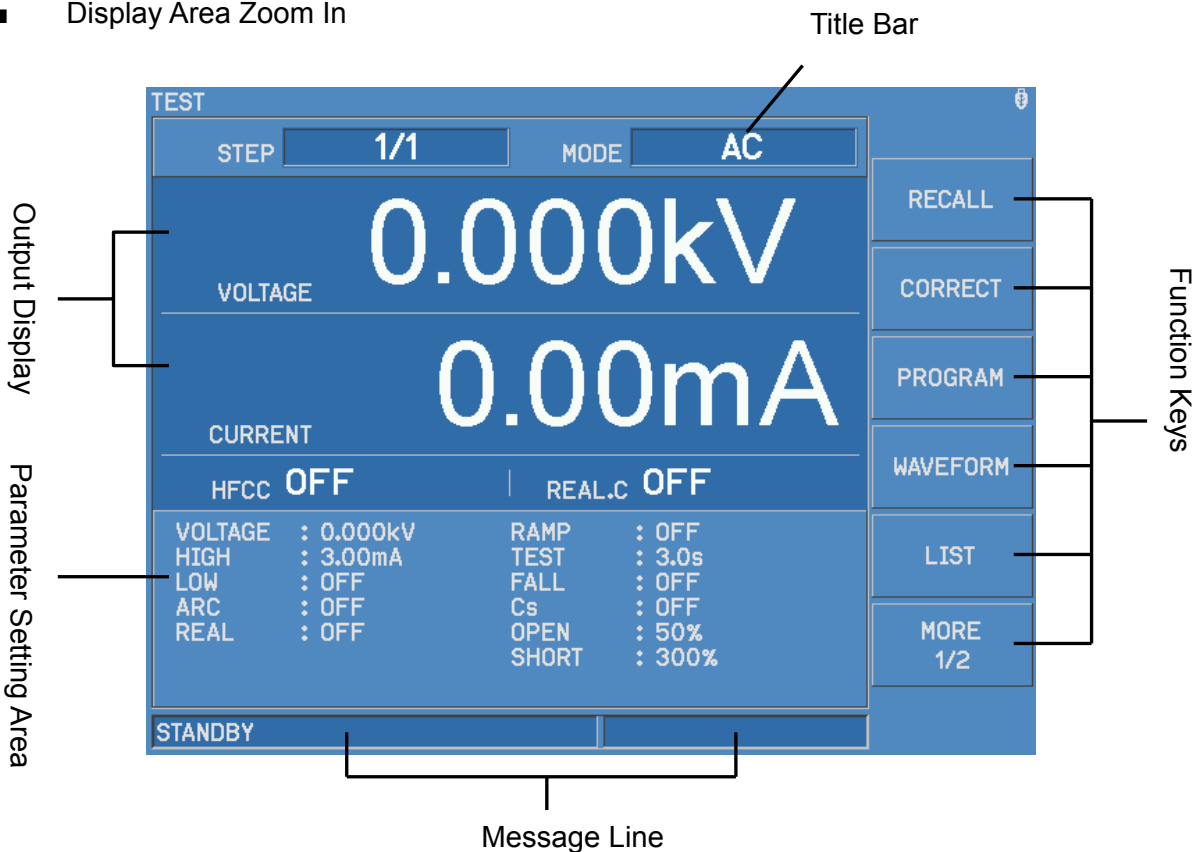 ■ Display Area Zoom In
Title Bar
TEST
STEP 1/1 MODE AC
0.000kV
VOLTAGE
0.00mA
CURRENT
HFCC OFF REAL.C OFF
VOLTAGE : 0.000kV RAMP : OFF
HIGH : 3.00mA TEST : 3.0s
LOW : OFF FALL : OFF
ARC : OFF Cs : OFF
REAL : OFF OPEN : 50%
SHORT : 300%
STANDBY
RECALL
CORRECT
PROGRAM
WAVEFORM
LIST
MORE
1/2
Output Display
Parameter Setting Area
Function Keys
Message Line